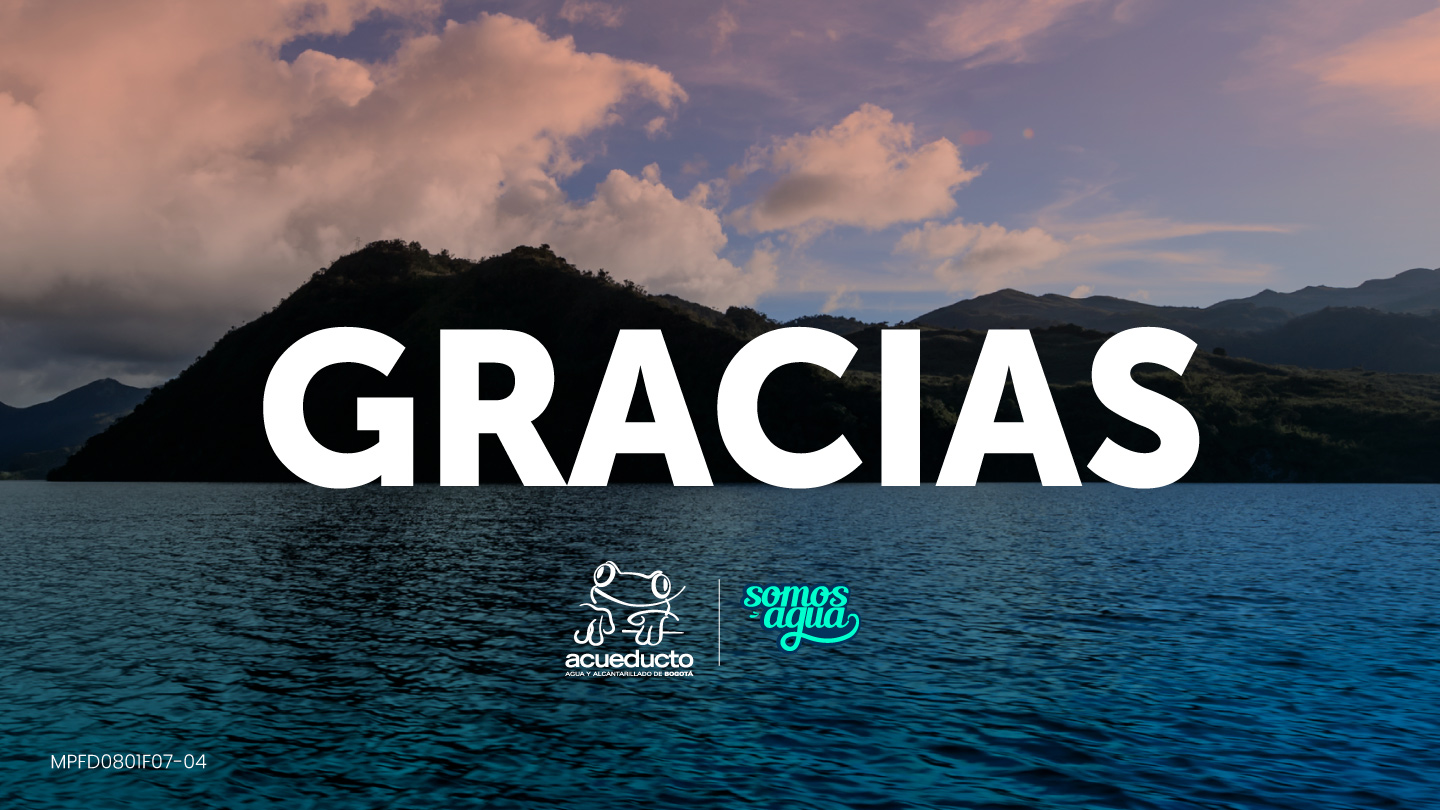 GRACIAS
acueducto
AGUA Y ALCANTARILLADO DE BOGOTÁ
somos
agua
MPFD0801F07-04